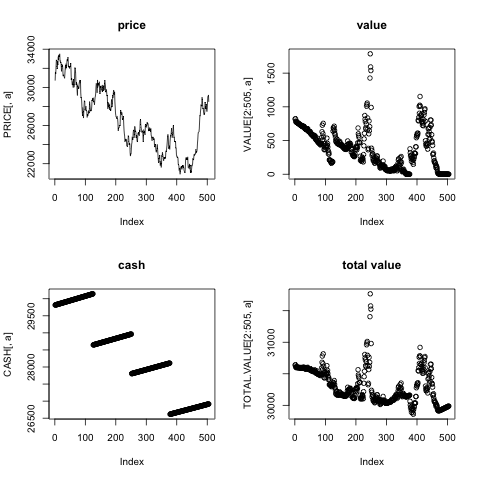 price
PRICE[, a]
22000 26000 30000 34000
0 100 200 300 400 500
Index
value
VALUE[2:505, a]
0 500 1000 1500
0 100 200 300 400 500
Index
cash
CASH[, a]
26500 28000 29500
0 100 200 300 400 500
Index
total value
TOTAL.VALUE[2:505, a]
30000 31000
0 100 200 300 400 500
Index